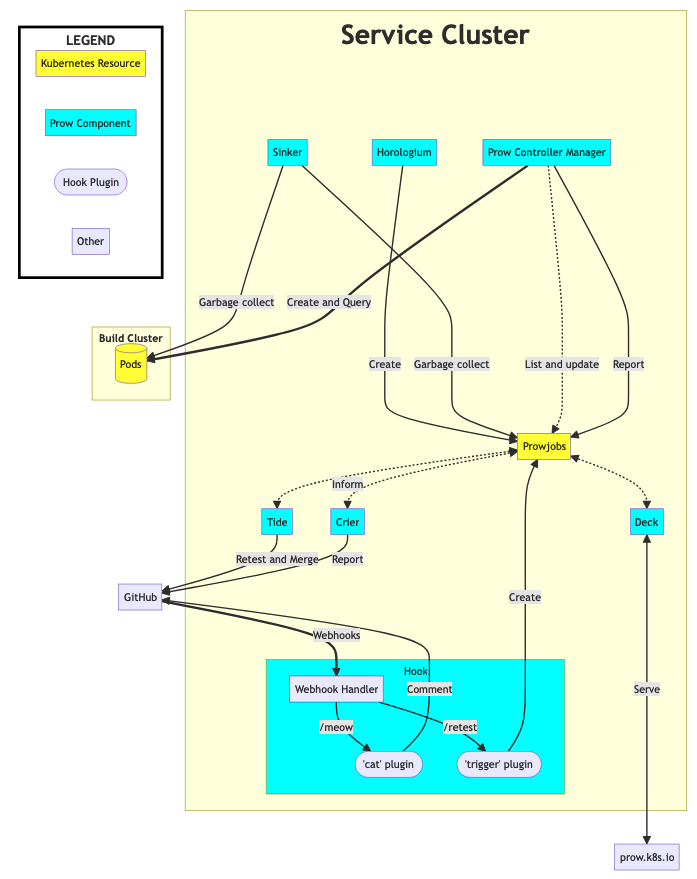 Service Cluster
LEGEND
Kubernetes Resource
Prow Component
Hook Plugin
Other
Sinker
Horologium
Prow Controller Manager
Garbage collect
Create and Query
Build Cluster
Pods
Create
Garbage collect
List and update
Report
Prowjobs
Inform
Tide
Crier
Deck
Retest and Merge
Report
GitHub
Create
Webhooks
Hook
Webhook Handler
Comment
Serve
/meow
/retest
'cat' plugin
'trigger' plugin
prow.k8s.io